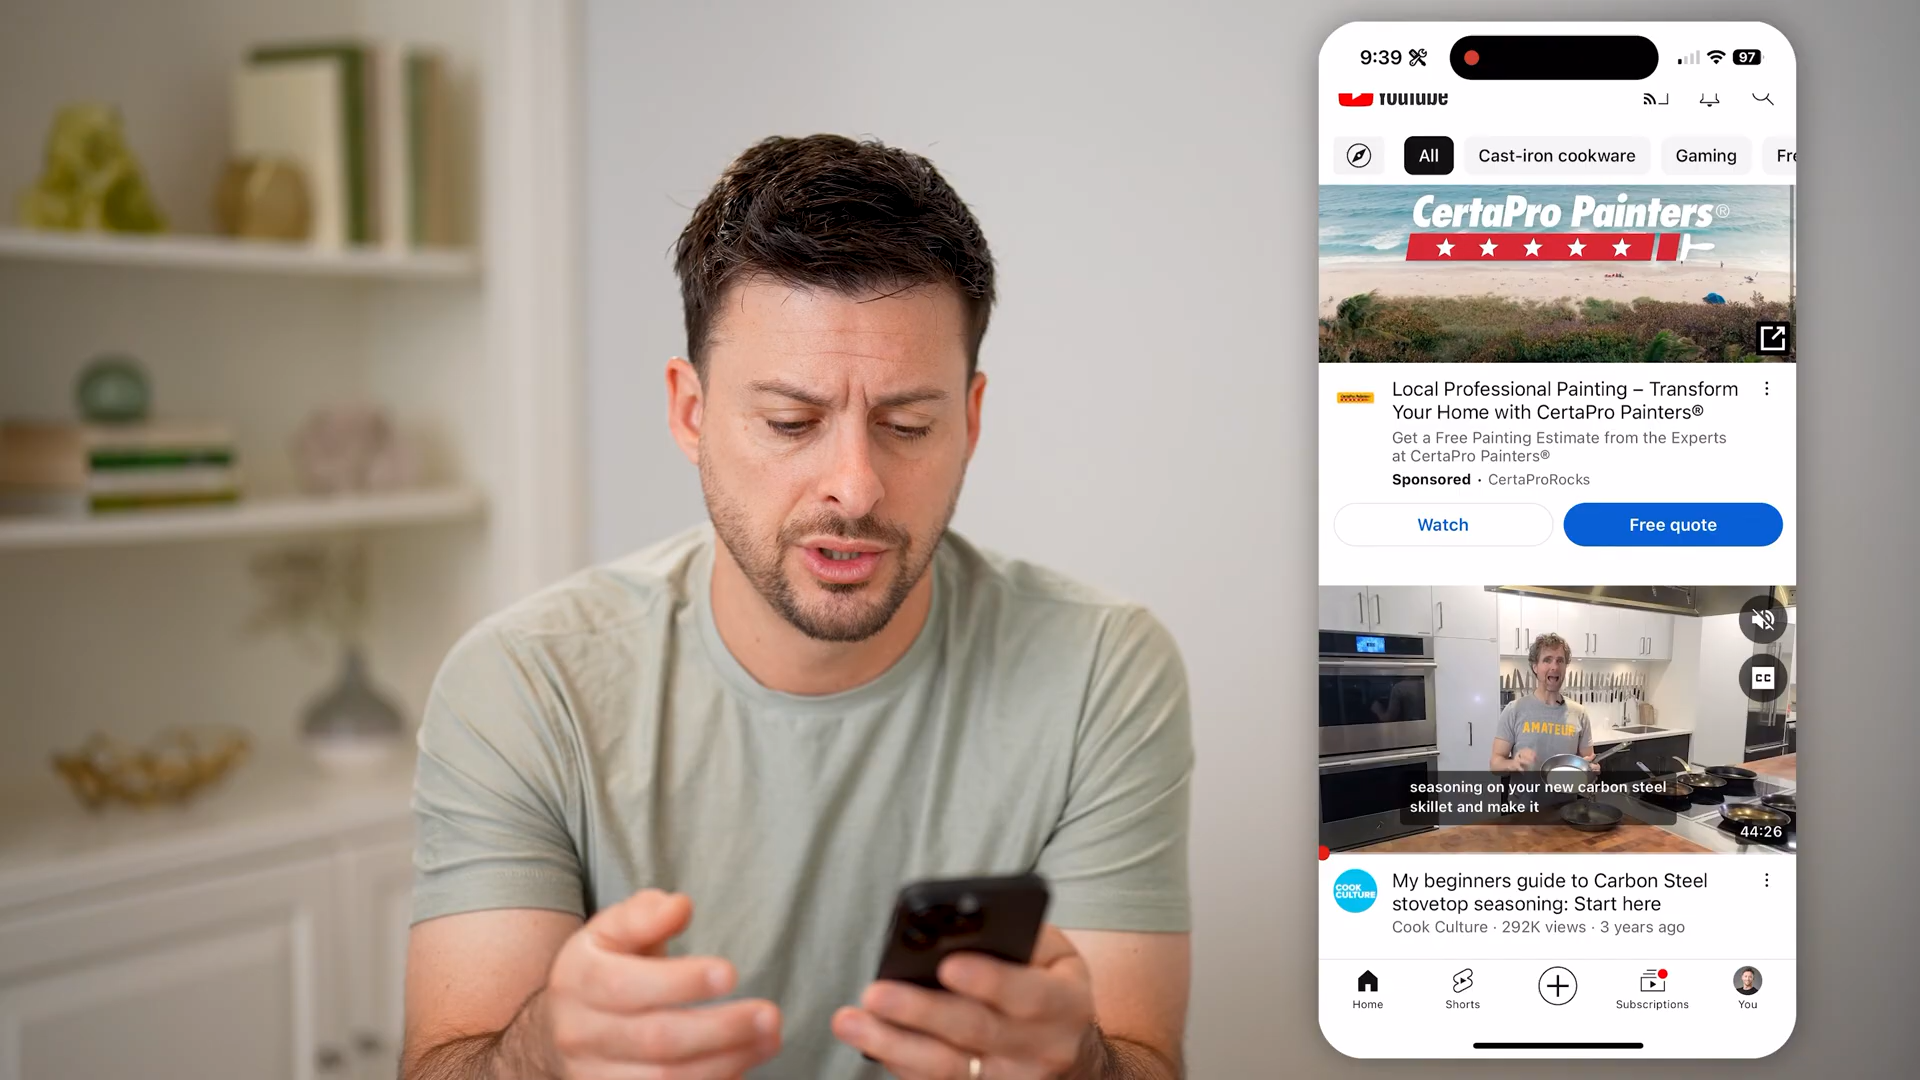 9:39
97
YouTube
All
Cast-iron cookware
Gaming
Fre
CertaPro Painters®
Local Professional Painting – Transform
Your Home with CertaPro Painters®
Get a Free Painting Estimate from the Experts
at CertaPro Painters®
Sponsored · CertaProRocks
Watch
Free quote
CC
AMATEUR
seasoning on your new carbon steel
skillet and make it
44:26
COOK
CULTURE
My beginners guide to Carbon Steel
stovetop seasoning: Start here
Cook Culture · 292K views · 3 years ago
Home
Shorts
Subscriptions
You